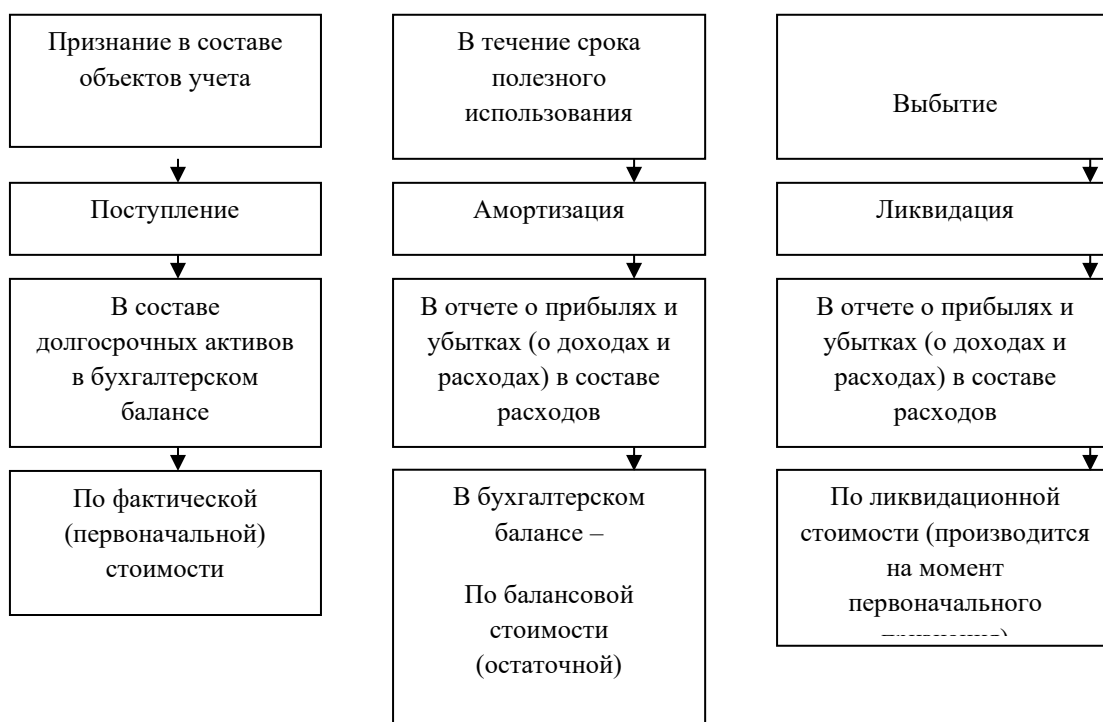 Признание в составе
объектов учета
В течение срока
полезного
использования
Выбытие
Поступление
Амортизация
Ликвидация
В составе
долгосрочных активов
в бухгалтерском
балансе
В отчете о прибылях и
убытках (о доходах и
расходах) в составе
расходов
В отчете о прибылях и
убытках (о доходах и
расходах) в составе
расходов
По фактической
(первоначальной)
стоимости
В бухгалтерском
балансе –
По балансовой
стоимости
(остаточной)
По ликвидационной
стоимости (производится
на момент
первоначального